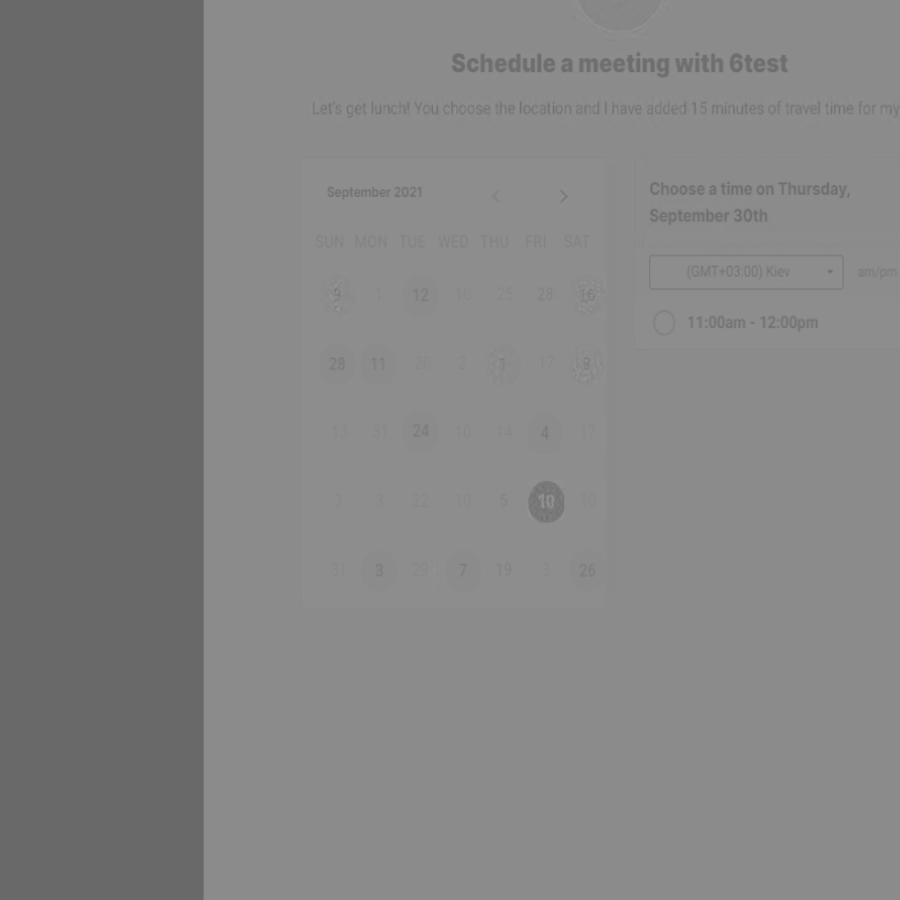 Schedule a meeting with 6test
Let's get lunch! You choose the location and I have added 15 minutes of travel time for my
September 2021
SUN MON TUE WED THU FRI SAT
9 1 12 16 25 28 16
28 11 26 2 1 17 3
13 31 24 10 14 4 17
3 3 22 10 5 10 10
31 3 29 7 19 3 26
Choose a time on Thursday,
September 30th
(GMT+03:00) Kiev am/pm
11:00am - 12:00pm